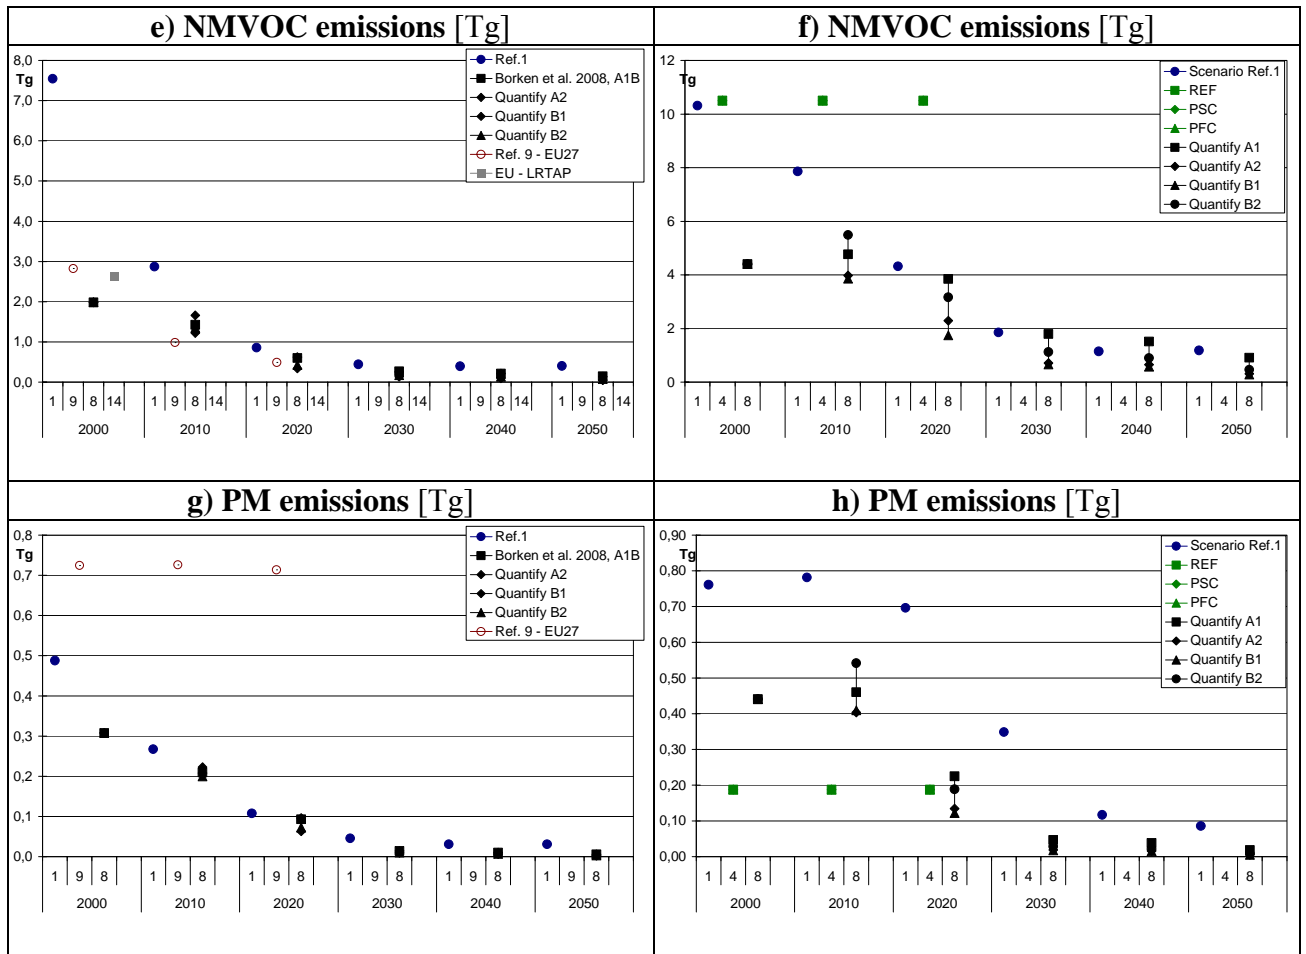 e) NMVOC emissions [Tg]
8,0
Tg
7,0
6,0
5,0
4,0
3,0
2,0
1,0
0,0
Ref.1
Borken et al. 2008, A1B
Quantify A2
Quantify B1
Quantify B2
Ref. 9 - EU27
EU - LRTAP
1 9 8 14 1 9 8 14 1 9 8 14 1 9 8 14 1 9 8 14 1 9 8 14
2000 2010 2020 2030 2040 2050
f) NMVOC emissions [Tg]
12
Tg
10
8
6
4
2
0
Scenario Ref.1
REF
PSC
PFC
Quantify A1
Quantify A2
Quantify B1
Quantify B2
1 4 8 1 4 8 1 4 8 1 4 8 1 4 8 1 4 8
2000 2010 2020 2030 2040 2050
g) PM emissions [Tg]
0,8
Tg
0,7
0,6
0,5
0,4
0,3
0,2
0,1
0,0
Ref.1
Borken et al. 2008, A1B
Quantify A2
Quantify B1
Quantify B2
Ref. 9 - EU27
1 9 8 1 9 8 1 9 8 1 9 8 1 9 8 1 9 8
2000 2010 2020 2030 2040 2050
h) PM emissions [Tg]
0,90
Tg
0,80
0,70
0,60
0,50
0,40
0,30
0,20
0,10
0,00
Scenario Ref.1
REF
PSC
PFC
Quantify A1
Quantify A2
Quantify B1
Quantify B2
1 4 8 1 4 8 1 4 8 1 4 8 1 4 8 1 4 8
2000 2010 2020 2030 2040 2050